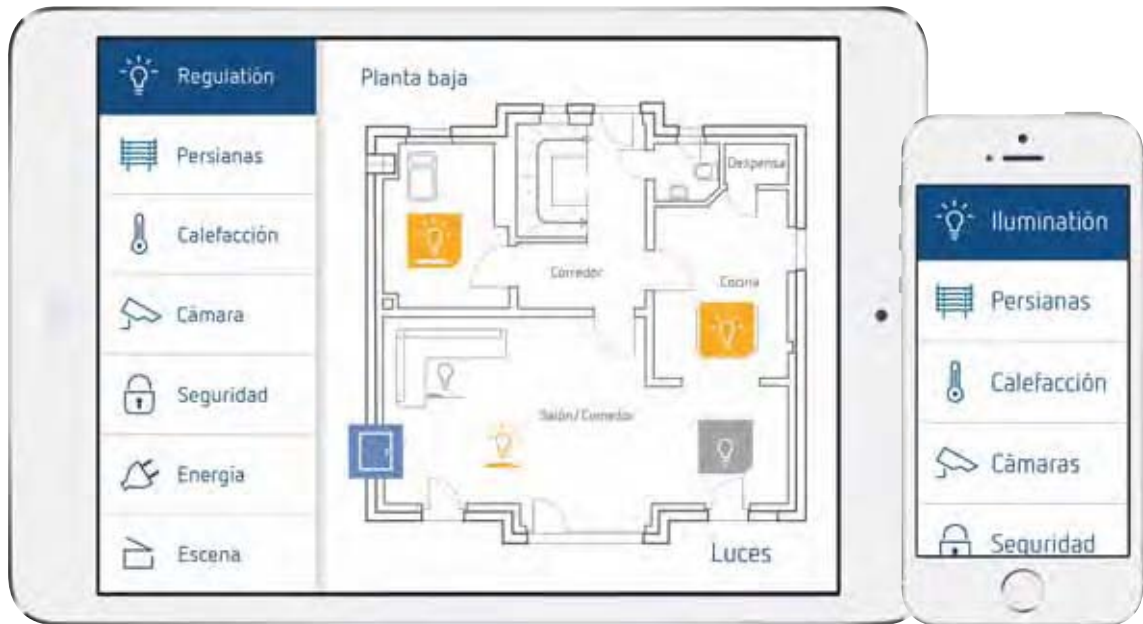 Regulatión
Persianas
Calefacción
Cámara
Seguridad
Energía
Escena
Planta baja
Despensa
Corredor
Cocina
Salón/Comedor
Luces
Iluminatión
Persianas
Calefacción
Cámaras
Seguridad